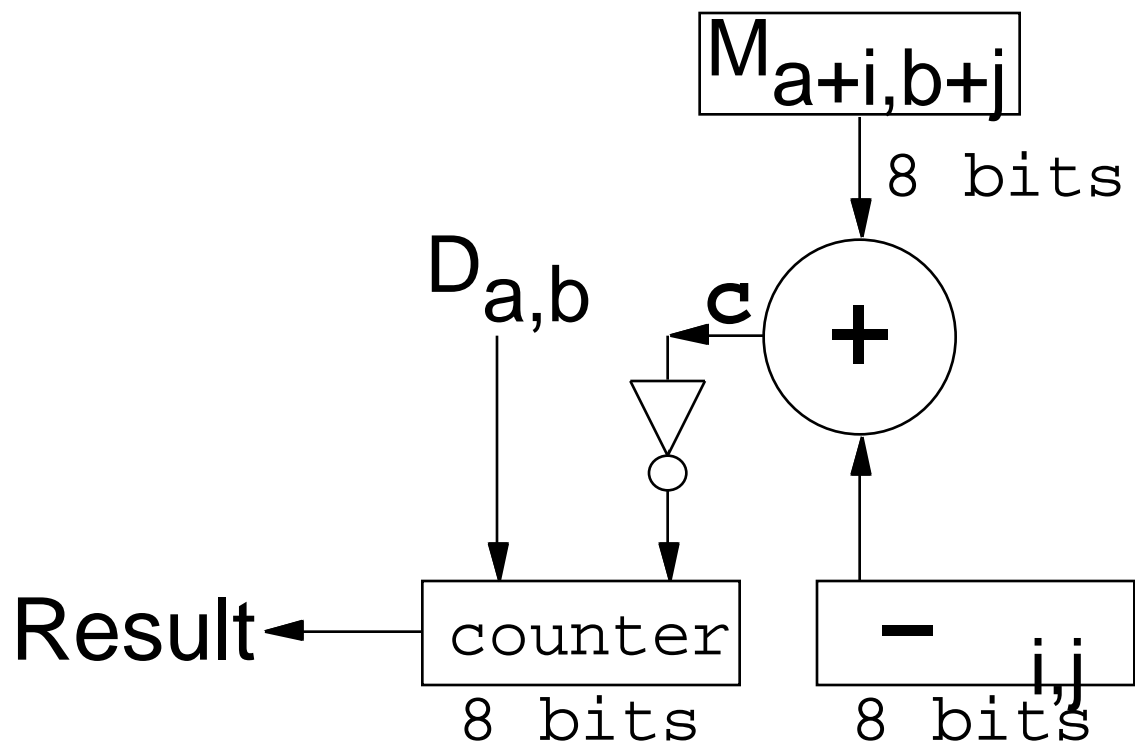 M a+i,b+j
8 bits
D a,b
c
+
Result
counter
− i,j
8 bits
8 bits